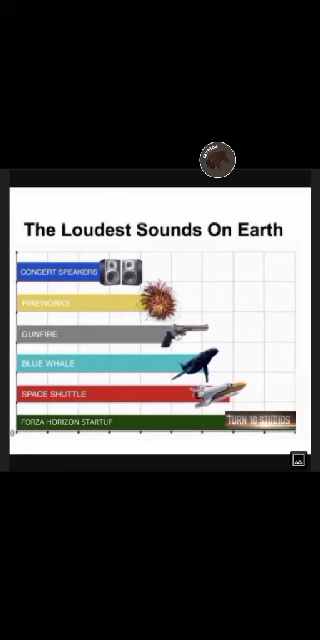 The Loudest Sounds On Earth
CONCERT SPEAKERS
FIREWORKS
GUNFIRE
BLUE WHALE
SPACE SHUTTLE
FORZA HORIZON STARTUP
TURN 10 STUDIOS
0